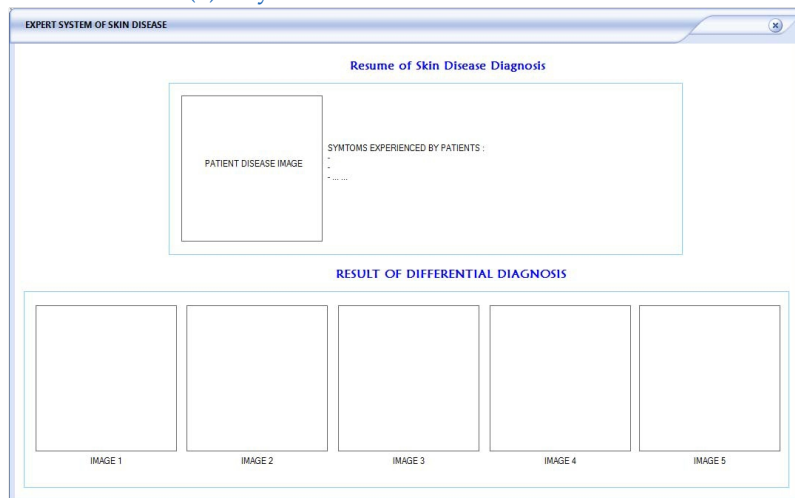 EXPERT SYSTEM OF SKIN DISEASE
Resume of Skin Disease Diagnosis
PATIENT DISEASE IMAGE
SYMTOMS EXPERIENCED BY PATIENTS :
-
-
- ... ...
RESULT OF DIFFERENTIAL DIAGNOSIS
IMAGE 1 IMAGE 2 IMAGE 3 IMAGE 4 IMAGE 5